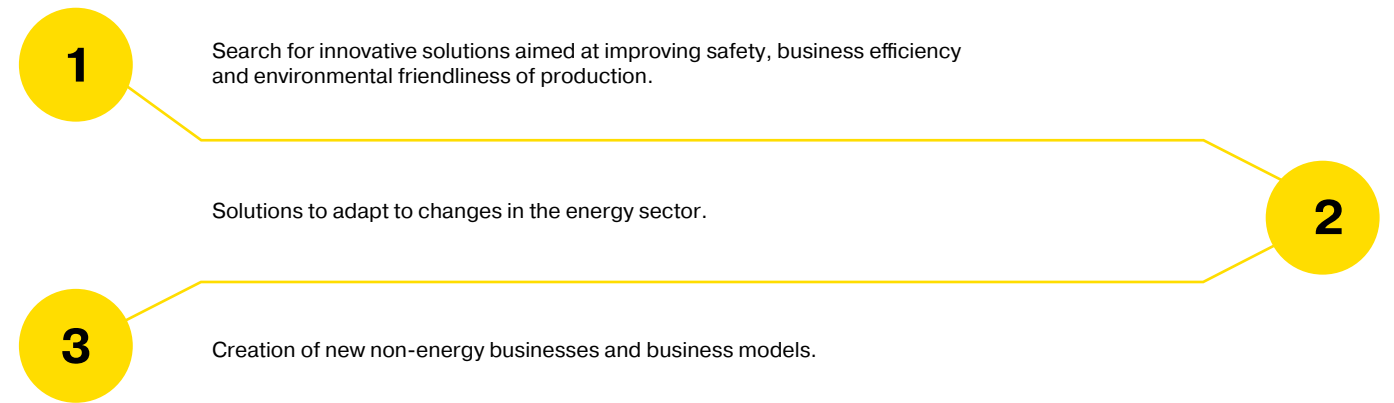 1
Search for innovative solutions aimed at improving safety, business efficiency
and environmental friendliness of production.
Solutions to adapt to changes in the energy sector.
2
3
Creation of new non-energy businesses and business models.